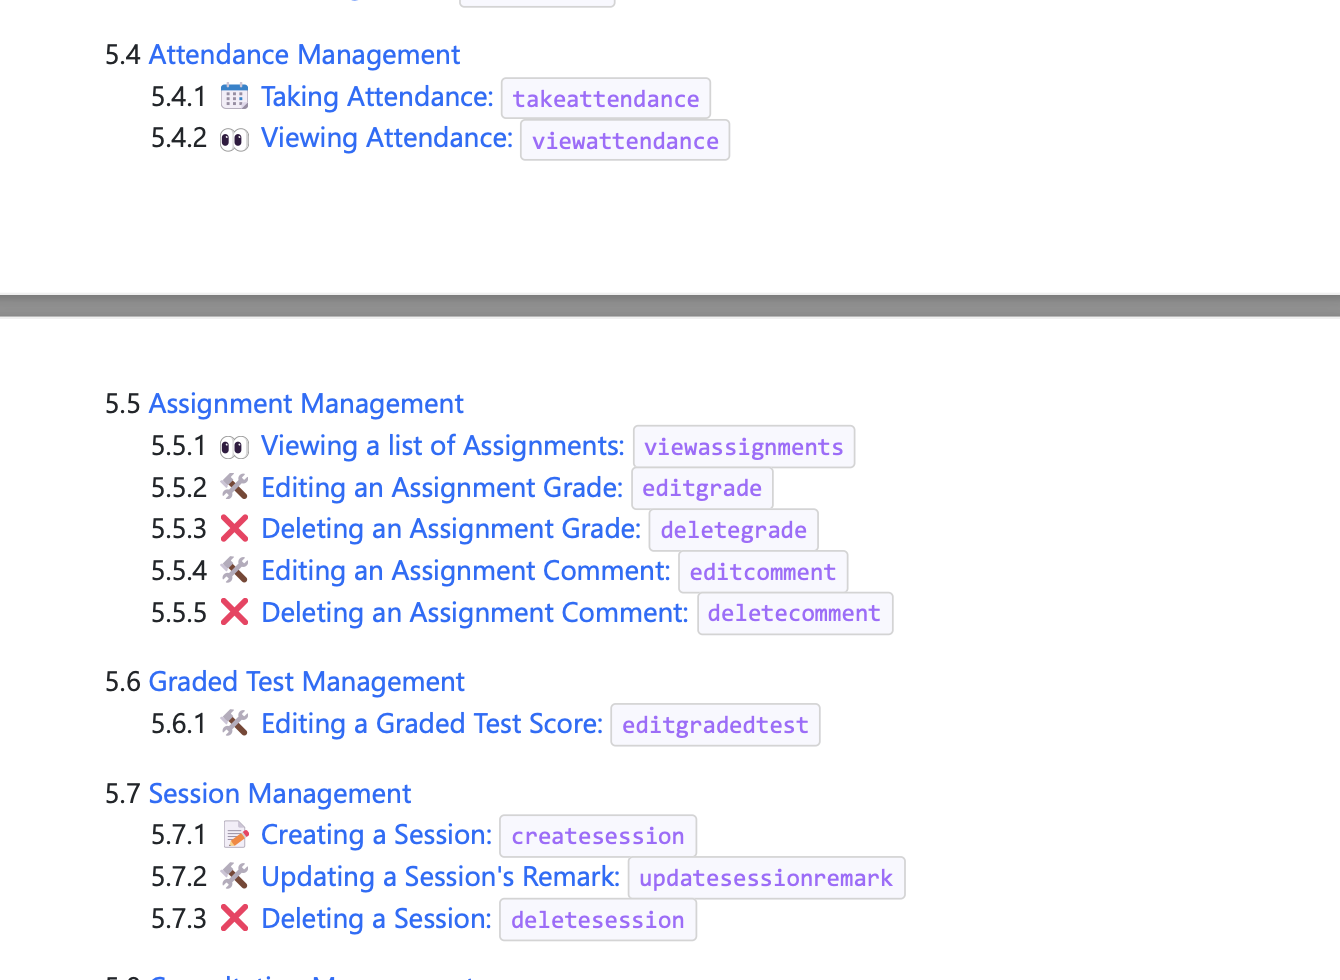 5.4 Attendance Management
5.4.1 Taking Attendance: takeattendance
5.4.2 Viewing Attendance: viewattendance
5.5 Assignment Management
5.5.1 Viewing a list of Assignments: viewassignments
5.5.2 Editing an Assignment Grade: editgrade
5.5.3 Deleting an Assignment Grade: deletegrade
5.5.4 Editing an Assignment Comment: editcomment
5.5.5 Deleting an Assignment Comment: deletecomment
5.6 Graded Test Management
5.6.1 Editing a Graded Test Score: editgradedtest
5.7 Session Management
5.7.1 Creating a Session: createsession
5.7.2 Updating a Session's Remark: updatesessionremark
5.7.3 Deleting a Session: deletesession